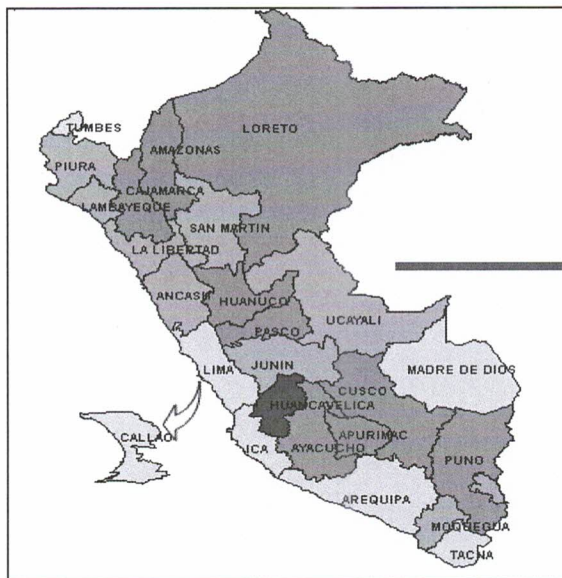 TUMBES
LORETO
AMAZONAS
PIURA
CAJAMARCA
LAMBAYEQUE
SAN MARTIN
LA LIBERTAD
ANCASH
HUANUCO
UCAYALI
PASCO
JUNIN
LIMA
MADRE DE DIOS
CUSCO
HUANCAVELICA
CALLAO
APURIMAC
ICA
AYACUCHO
PUNO
AREQUIPA
MOQUEGUA
TACNA